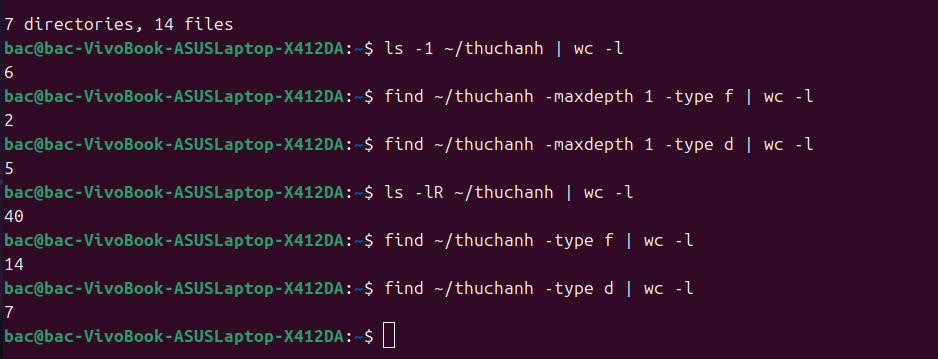 7 directories, 14 files
bac@bac-VivoBook-ASUSLaptop-X412DA:~$ ls -1 ~/thuchanh | wc -l
6
bac@bac-VivoBook-ASUSLaptop-X412DA:~$ find ~/thuchanh -maxdepth 1 -type f | wc -l
2
bac@bac-VivoBook-ASUSLaptop-X412DA:~$ find ~/thuchanh -maxdepth 1 -type d | wc -l
5
bac@bac-VivoBook-ASUSLaptop-X412DA:~$ ls -lR ~/thuchanh | wc -l
40
bac@bac-VivoBook-ASUSLaptop-X412DA:~$ find ~/thuchanh -type f | wc -l
14
bac@bac-VivoBook-ASUSLaptop-X412DA:~$ find ~/thuchanh -type d | wc -l
7
bac@bac-VivoBook-ASUSLaptop-X412DA:~$